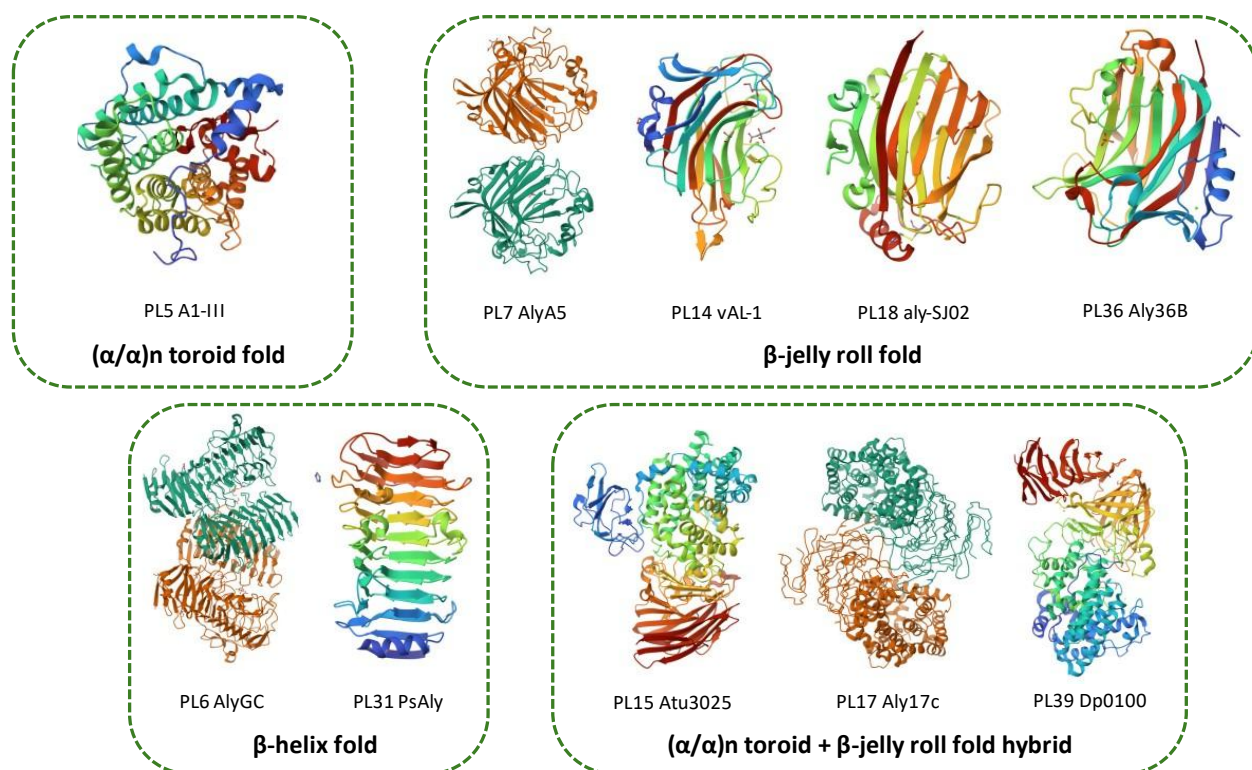 PL5 A1-III
(α/α)n toroid fold
PL7 AlyA5
PL14 vAL-1
PL18 aly-SJ02
PL36 Aly36B
β-jelly roll fold
PL6 AlyGC
PL31 PsAly
β-helix fold
PL15 Atu3025
PL17 Aly17c
PL39 Dp0100
(α/α)n toroid + β-jelly roll fold hybrid